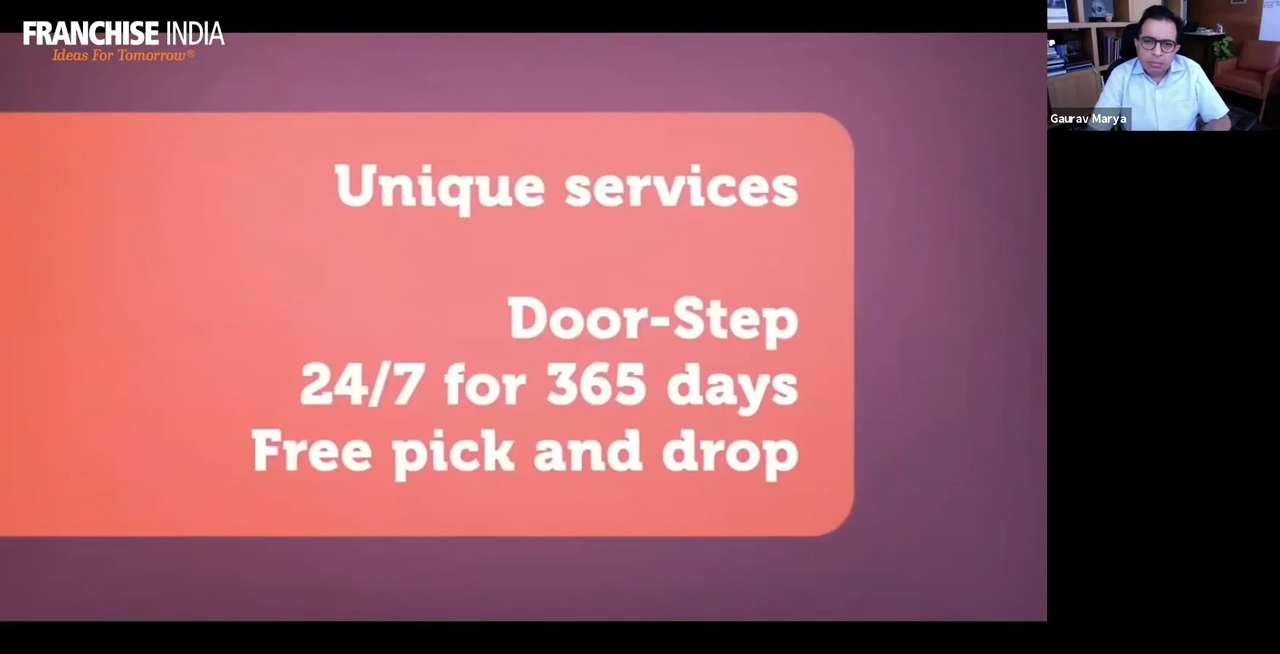 FRANCHISE INDIA
Ideas For Tomorrow®
Gaurav Marya
Unique services
Door-Step
24/7 for 365 days
Free pick and drop